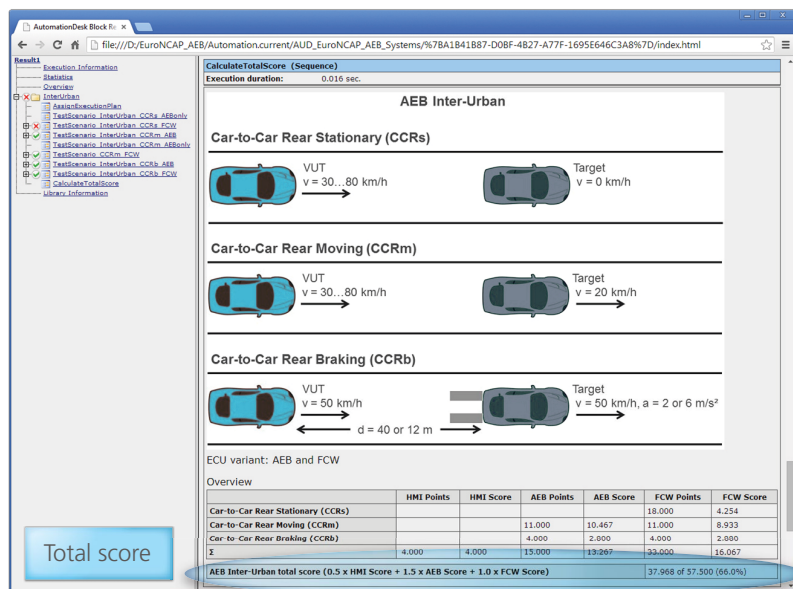 AutomationDesk Block Re
file:///D:/EuroNCAP_AEB/Automation.current/AUD_EuroNCAP_AEB_Systems/%7BA1B41B87-D0BF-4B27-A77F-1695E646C3A8%7D/index.html
Result1
Execution Information
Statistics
Overview
InterUrban
AssignExecutionPlan
TestScenario_InterUrban_CCRs_AEBonly
TestScenario_InterUrban_CCRs_FCW
TestScenario_InterUrban_CCRm_AEB
TestScenario_InterUrban_CCRm_AEBonly
TestScenario_CCRm_FCW
TestScenario_InterUrban_CCRb_AEB
TestScenario_InterUrban_CCRb_FCW
CalculateTotalScore
Library Information
CalculateTotalScore (Sequence)
Execution duration: 0.016 sec.
AEB Inter-Urban
Car-to-Car Rear Stationary (CCRs)
VUT
v = 30...80 km/h
Target
v = 0 km/h
Car-to-Car Rear Moving (CCRm)
VUT
v = 30...80 km/h
Target
v = 20 km/h
Car-to-Car Rear Braking (CCRb)
VUT
v = 50 km/h
Target
v = 50 km/h, a = 2 or 6 m/s²
d = 40 or 12 m
ECU variant: AEB and FCW
Overview
HMI Points HMI Score AEB Points AEB Score FCW Points FCW Score
Car-to-Car Rear Stationary (CCRs) 18.000 4.254
Car-to-Car Rear Moving (CCRm) 11.000 10.467 11.000 8.933
Car-to-Car Rear Braking (CCRb) 4.000 2.800 4.000 2.880
Σ 4.000 4.000 15.000 13.267 33.000 16.067
AEB Inter-Urban total score (0.5 x HMI Score + 1.5 x AEB Score + 1.0 x FCW Score) 37.968 of 57.500 (66.0%)
Total score